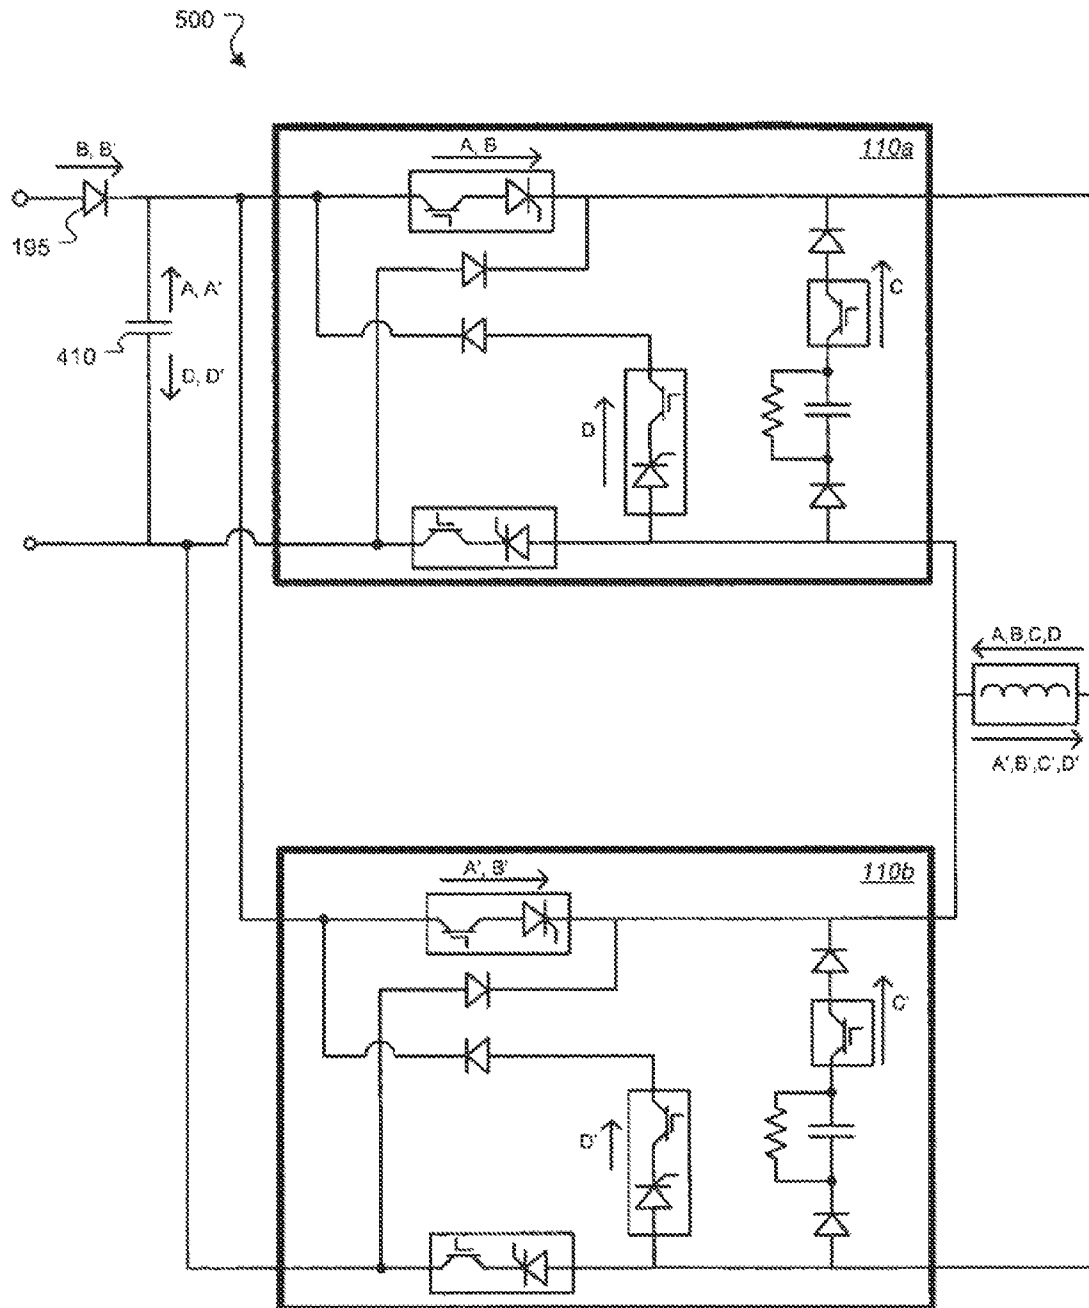 500
B, B'
A, B
110a
195
A, A'
C
410
D, D'
D
A,B,C,D
A',B',C',D'
A', B'
110b
C'
D'